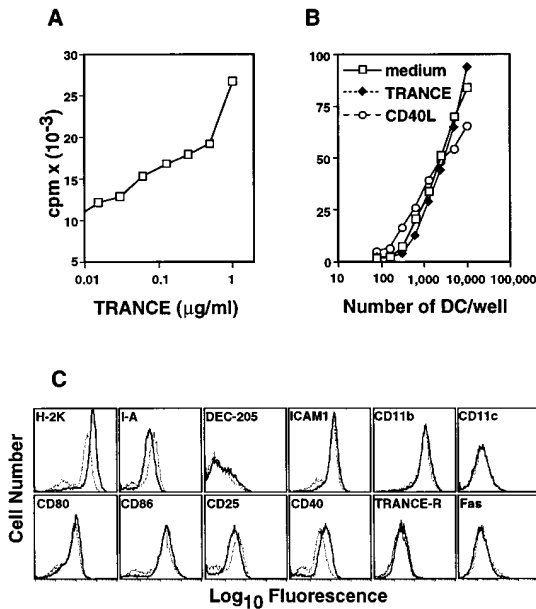 A
30
25
20
15
10
5
cpm x (10⁻³)
0.01
0.1
1
TRANCE (μg/ml)
B
100
75
50
25
0
medium
TRANCE
CD40L
10
100
1,000
10,000
100,000
Number of DC/well
C
H-2K
I-A
DEC-205
ICAM1
CD11b
CD11c
CD80
CD86
CD25
CD40
TRANCE-R
Fas
Cell Number
Log₁₀ Fluorescence